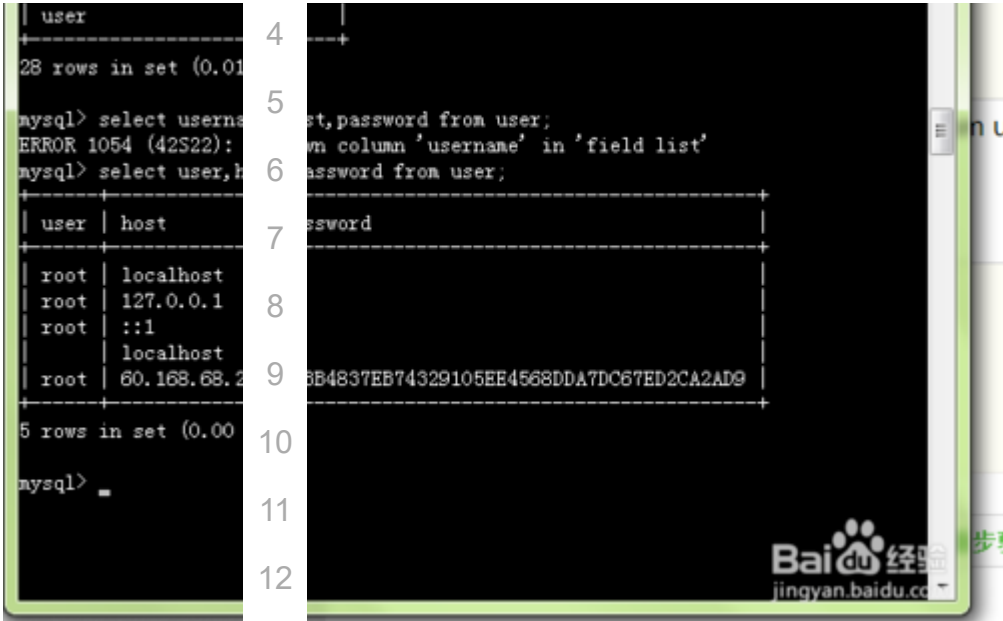 user
4
28 rows in set (0.01
5
mysql> select userna st,password from user;
ERROR 1054 (42S22): wn column 'username' in 'field list'
6
mysql> select user,h assword from user;
user | host ssword
7
root | localhost
root | 127.0.0.1
8
root | ::1
| localhost
9
root | 60.168.68.2 6B4837EB74329105EE4568DDA7DC67ED2CA2AD9
5 rows in set (0.00
10
mysql>
11
12
Baidu 经验
jingyan.baidu.co
n u
步